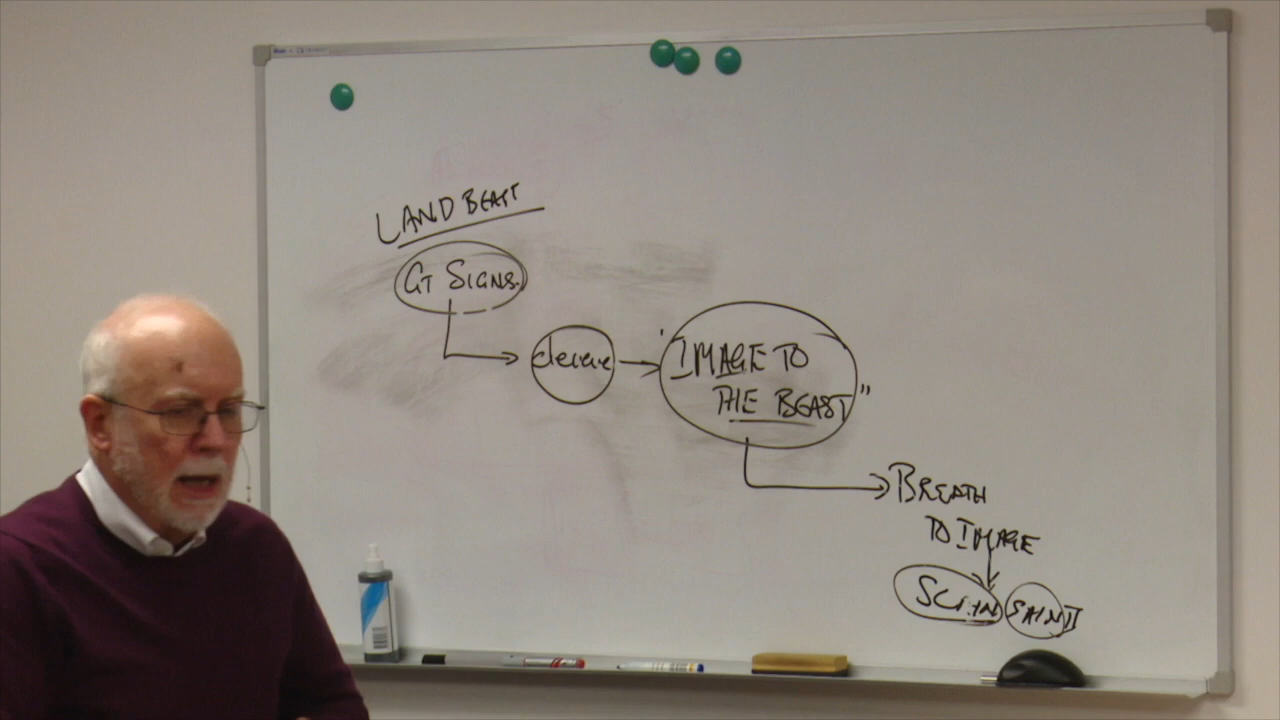 LAND BEAST
GT SIGNS.
deceive
"IMAGE TO
THE BEAST"
BREATH
TO IMAGE